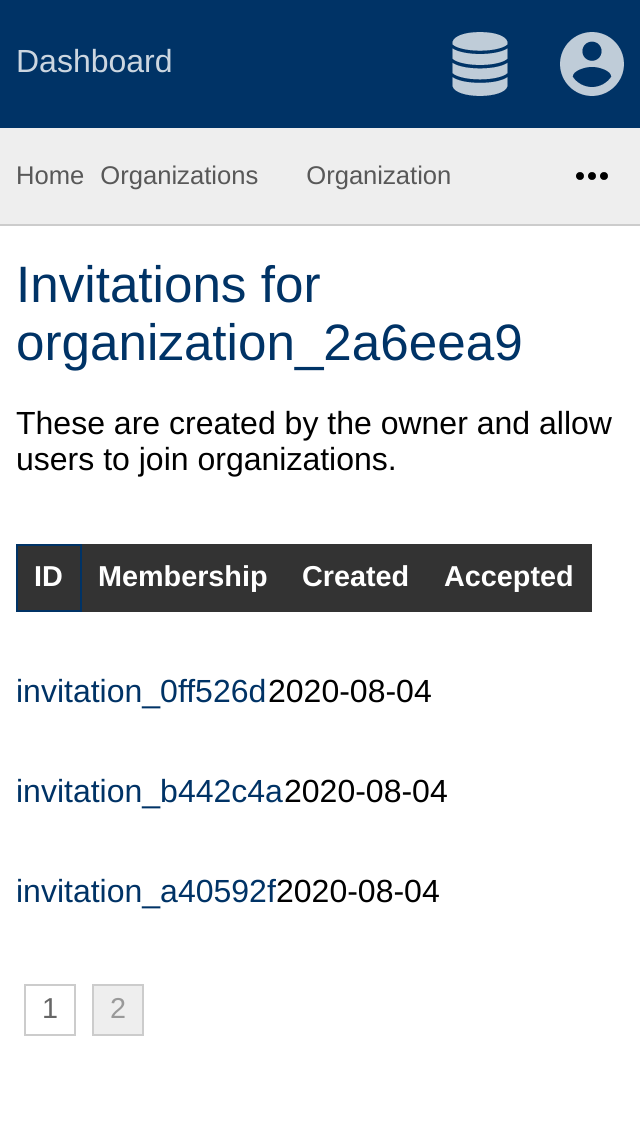 Dashboard
Home Organizations Organization
Invitations for
organization_2a6eea9
These are created by the owner and allow
users to join organizations.
ID Membership Created Accepted
invitation_0ff526d2020-08-04
invitation_b442c4a2020-08-04
invitation_a40592f2020-08-04
1 2